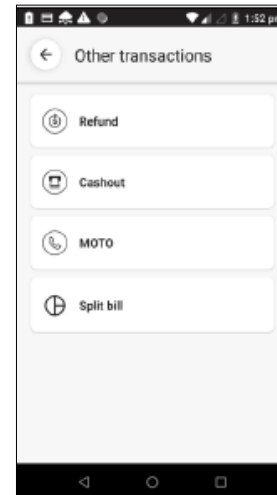 1:52 pm
Other transactions
Refund
Cashout
MOTO
Split bill